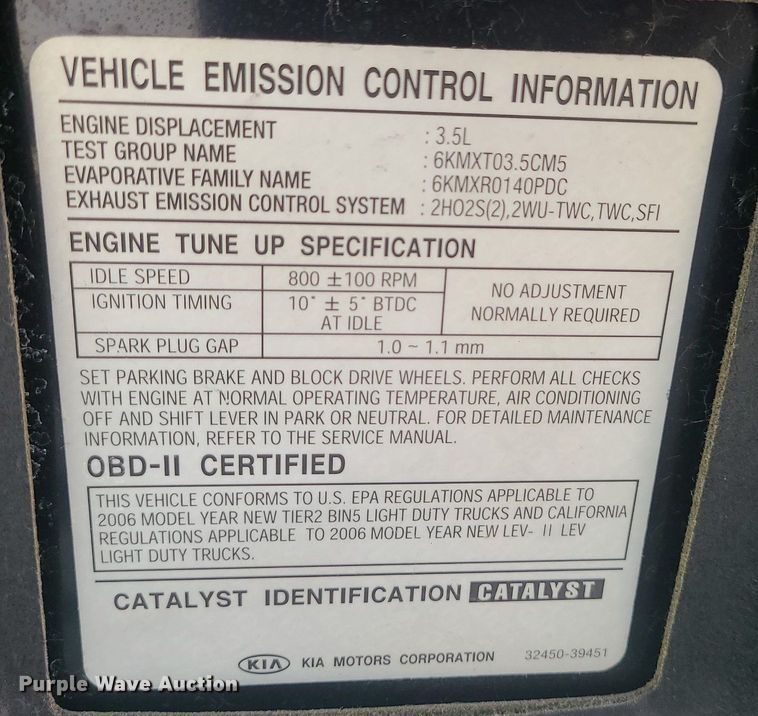 VEHICLE EMISSION CONTROL INFORMATION
ENGINE DISPLACEMENT : 3.5L
TEST GROUP NAME : 6KMXT03.5CM5
EVAPORATIVE FAMILY NAME : 6KMXR0140PDC
EXHAUST EMISSION CONTROL SYSTEM : 2HO2S(2),2WU-TWC,TWC,SFI
ENGINE TUNE UP SPECIFICATION
IDLE SPEED 800 ±100 RPM
IGNITION TIMING 10° ± 5° BTDC
AT IDLE
NO ADJUSTMENT
NORMALLY REQUIRED
SPARK PLUG GAP 1.0 ~ 1.1 mm
SET PARKING BRAKE AND BLOCK DRIVE WHEELS. PERFORM ALL CHECKS
WITH ENGINE AT NORMAL OPERATING TEMPERATURE, AIR CONDITIONING
OFF AND SHIFT LEVER IN PARK OR NEUTRAL. FOR DETAILED MAINTENANCE
INFORMATION, REFER TO THE SERVICE MANUAL.
OBD-II CERTIFIED
THIS VEHICLE CONFORMS TO U.S. EPA REGULATIONS APPLICABLE TO
2006 MODEL YEAR NEW TIER2 BIN5 LIGHT DUTY TRUCKS AND CALIFORNIA
REGULATIONS APPLICABLE TO 2006 MODEL YEAR NEW LEV- II LEV
LIGHT DUTY TRUCKS.
CATALYST IDENTIFICATION CATALYST
KIA KIA MOTORS CORPORATION 32450-39451
Purple Wave Auction